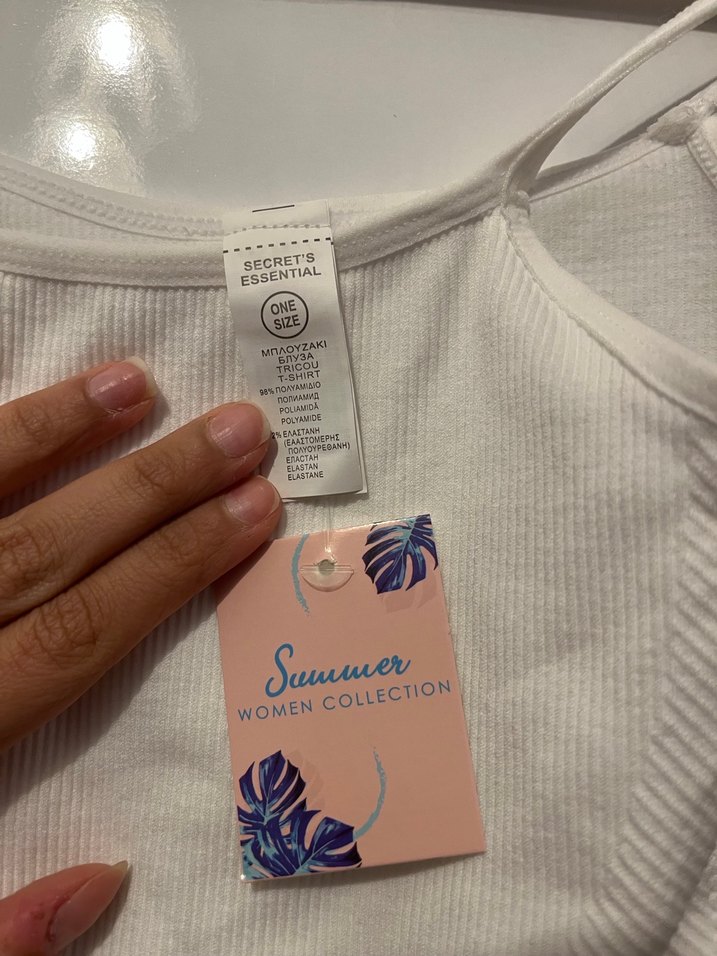 SECRET'S
ESSENTIAL
ONE
SIZE
ΜΠΛΟΥΖΑΚΙ
БЛУЗА
TRICOU
T-SHIRT
98% ΠΟΛΥΑΜΙΔΙΟ
ПОЛИАМИД
POLIAMIDĂ
POLYAMIDE
2% ΕΛΑΣΤΑΝΗ
(ΕΛΑΣΤΟΜΕΡΗΣ
ΠΟΛΥΟΥΡΕΘΑΝΗ)
ЕЛАСТАН
ELASTAN
ELASTANE
Summer
WOMEN COLLECTION